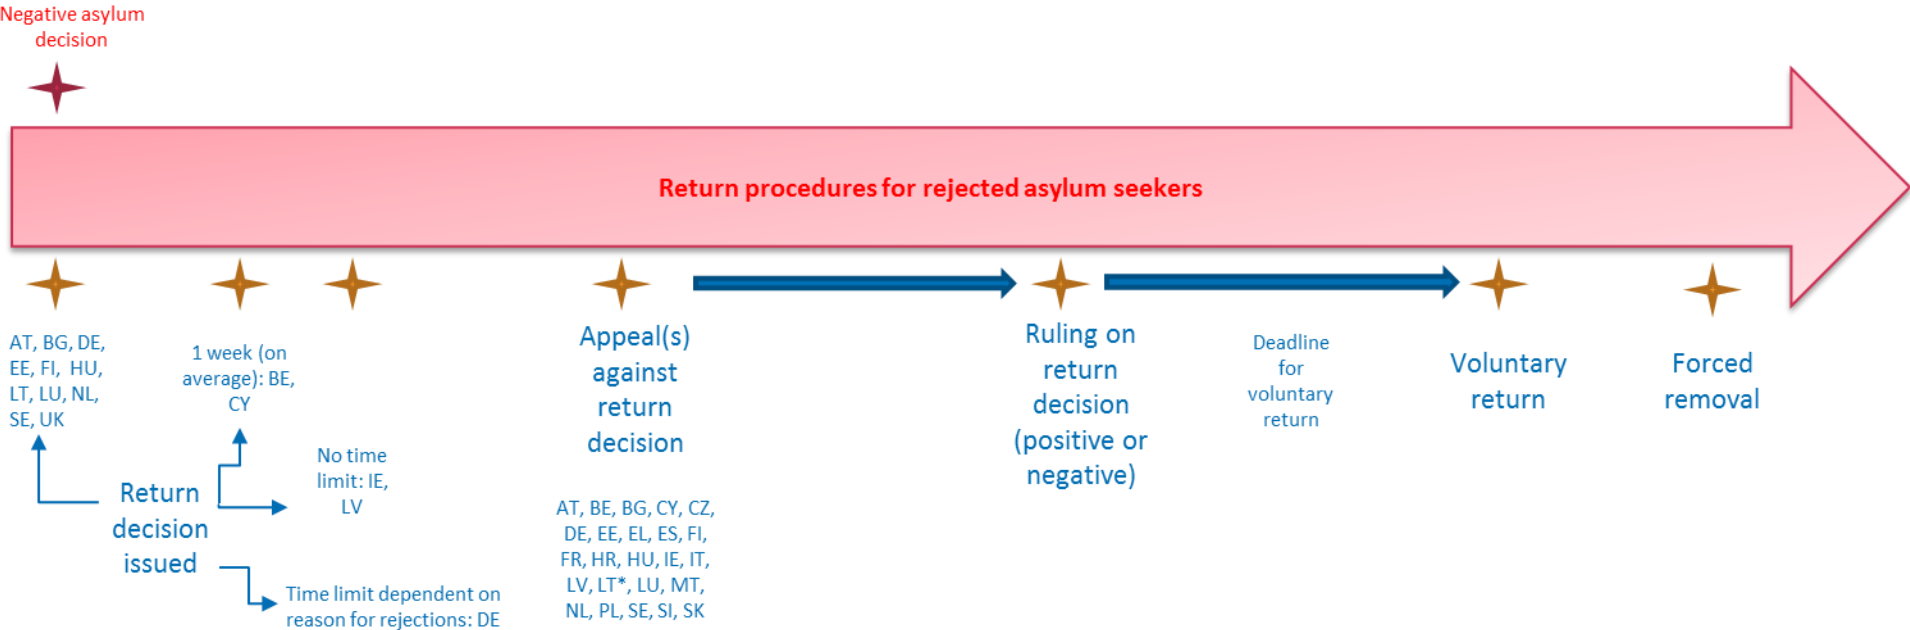 Negative asylum
decision
Return procedures for rejected asylum seekers
AT, BG, DE,
EE, FI, HU,
LT, LU, NL,
SE, UK
1 week (on
average): BE,
CY
No time
limit: IE,
LV
Return
decision
issued
Time limit dependent on
reason for rejections: DE
Appeal(s)
against
return
decision
AT, BE, BG, CY, CZ,
DE, EE, EL, ES, FI,
FR, HR, HU, IE, IT,
LV, LT*, LU, MT,
NL, PL, SE, SI, SK
Ruling on
return
decision
(positive or
negative)
Deadline
for
voluntary
return
Voluntary
return
Forced
removal